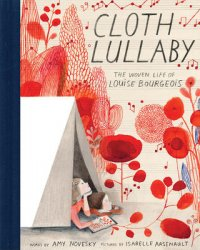 CLOTH
LULLABY
THE WOVEN LIFE OF
LOUISE BOURGEOIS
WORDS BY AMY NOVESKY PICTURES BY ISABELLE ARSENAULT